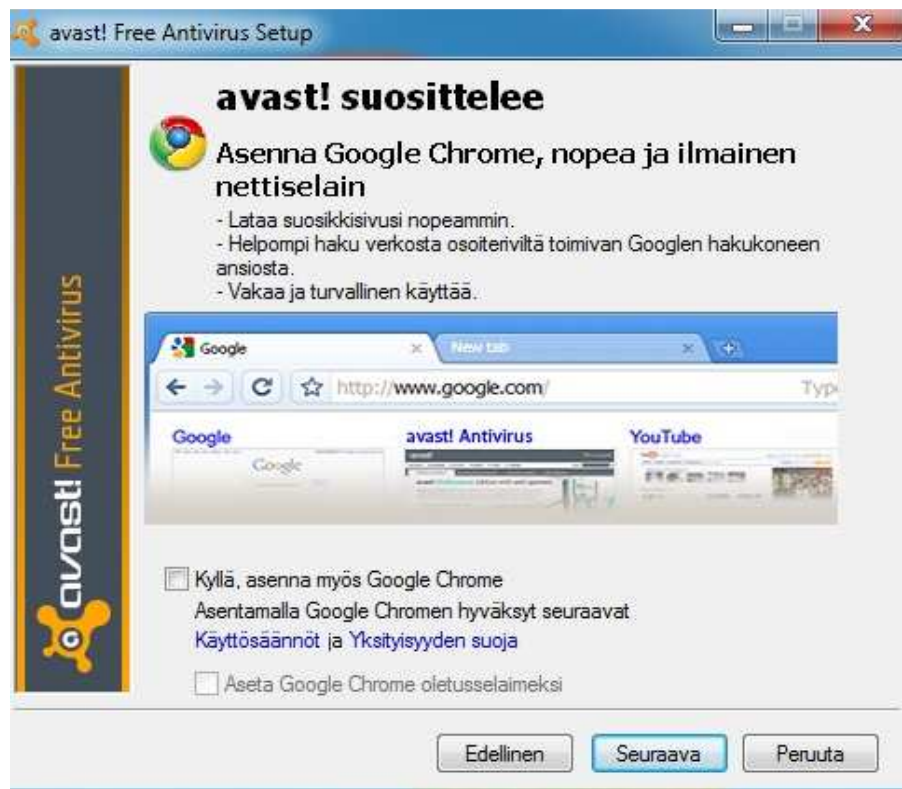 avast! Free Antivirus Setup
avast! Free Antivirus
avast! suosittelee
Asenna Google Chrome, nopea ja ilmainen
nettiselain
- Lataa suosikkisivusi nopeammin.
- Helpompi haku verkosta osoiteriviltä toimivan Googlen hakukoneen
ansiosta.
- Vakaa ja turvallinen käyttää.
Google
New tab
http://www.google.com/
Typ
Google
avast! Antivirus
YouTube
Google
Kyllä, asenna myös Google Chrome
Asentamalla Google Chromen hyväksyt seuraavat
Käyttösäännöt ja Yksityisyyden suoja
Aseta Google Chrome oletusselaimeksi
Edellinen
Seuraava
Peruuta